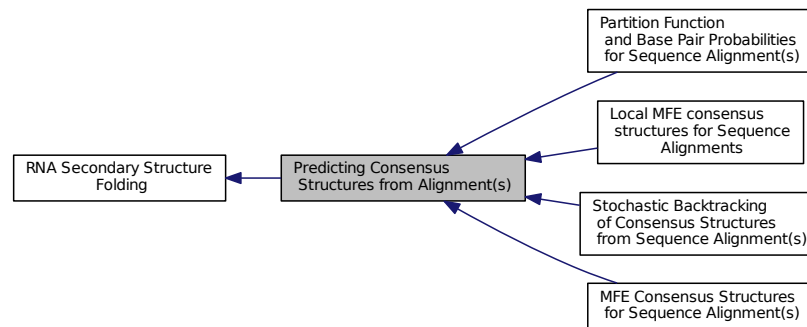 Partition Function
and Base Pair Probabilities
for Sequence Alignment(s)
Local MFE consensus
structures for Sequence
Alignments
RNA Secondary Structure
Folding
Predicting Consensus
Structures from Alignment(s)
Stochastic Backtracking
of Consensus Structures
from Sequence Alignment(s)
MFE Consensus Structures
for Sequence Alignment(s)